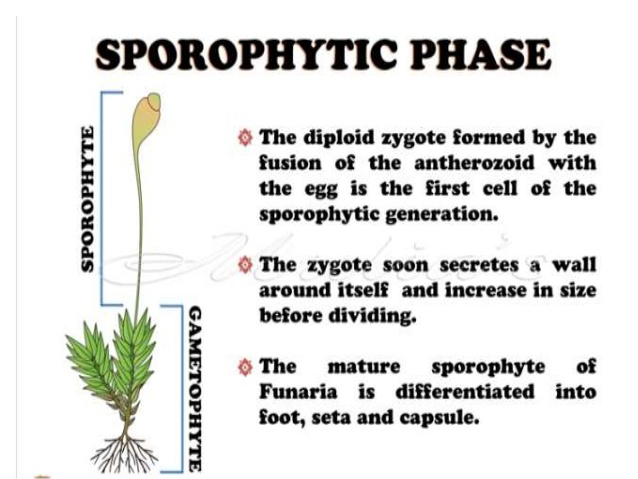 SPOROPHYTIC PHASE
SPOROPHYTE
GAMETOPHYTE
The diploid zygote formed by the
fusion of the antherozoid with
the egg is the first cell of the
sporophytic generation.
The zygote soon secretes a wall
around itself and increase in size
before dividing.
The mature sporophyte of
Funaria is differentiated into
foot, seta and capsule.